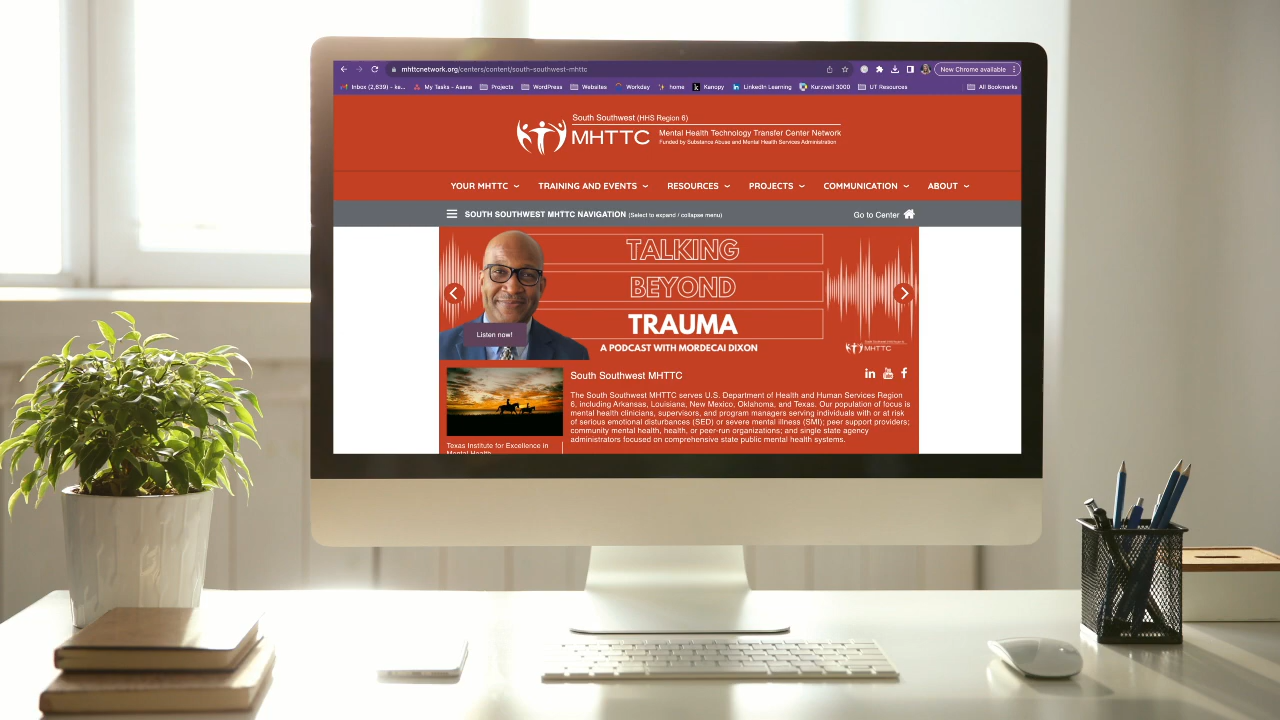 mhttcnetwork.org/centers/content/south-southwest-mhttc
New Chrome available
Inbox (2,839) - ke...
My Tasks - Asana
Projects
WordPress
Websites
Workday
home
Kanopy
LinkedIn Learning
Kurzweil 3000
UT Resources
All Bookmarks
South Southwest (HHS Region 6)
MHTTC
Mental Health Technology Transfer Center Network
Funded by Substance Abuse and Mental Health Services Administration
YOUR MHTTC
TRAINING AND EVENTS
RESOURCES
PROJECTS
COMMUNICATION
ABOUT
SOUTH SOUTHWEST MHTTC NAVIGATION (Select to expand / collapse menu)
Go to Center
TALKING
BEYOND
TRAUMA
A PODCAST WITH MORDECAI DIXON
Listen now!
MHTTC
South Southwest MHTTC
in
You
Tube
f
The South Southwest MHTTC serves U.S. Department of Health and Human Services Region
6, including Arkansas, Louisiana, New Mexico, Oklahoma, and Texas. Our population of focus is
mental health clinicians, supervisors, and program managers serving individuals with or at risk
of serious emotional disturbances (SED) or severe mental illness (SMI); peer support providers;
community mental health, health, or peer-run organizations; and single state agency
administrators focused on comprehensive state public mental health systems.
Texas Institute for Excellence in
Mental Health